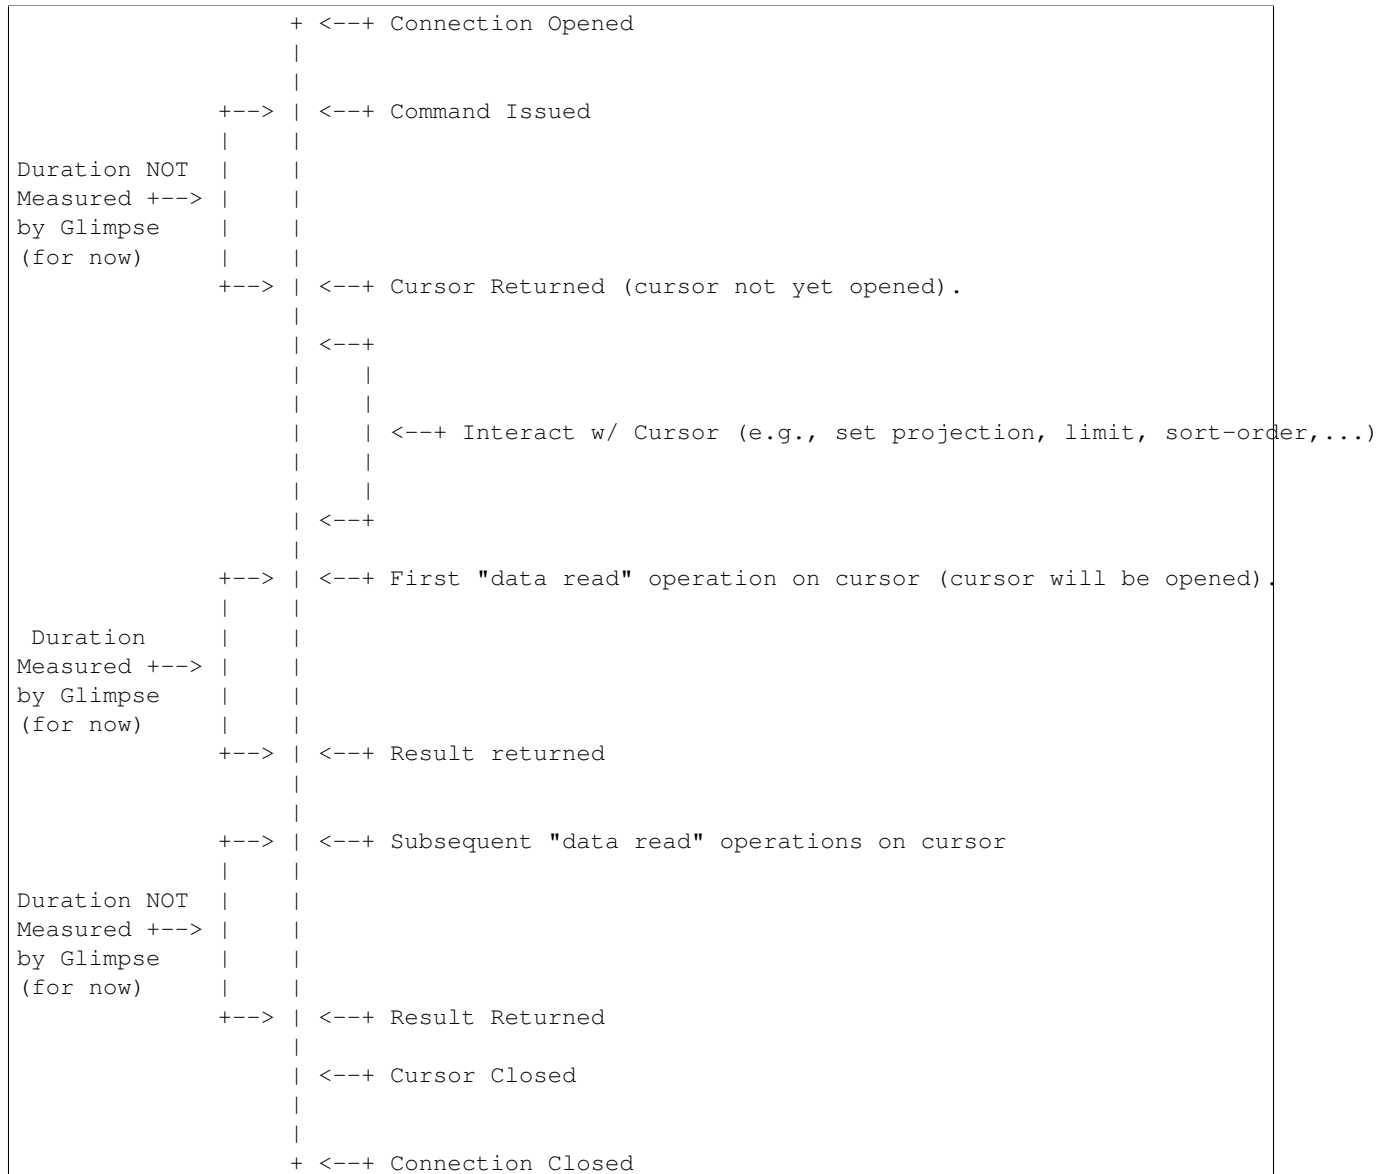 + <--+ Connection Opened
|
|
+--> | <--+ Command Issued
| |
Duration NOT | |
Measured +--> | |
by Glimpse | |
(for now) | |
+--> | <--+ Cursor Returned (cursor not yet opened).
|
| <--+
| |
| |
| | <--+ Interact w/ Cursor (e.g., set projection, limit, sort-order,...)
| |
| |
| <--+
|
+--> | <--+ First "data read" operation on cursor (cursor will be opened).
| |
Duration | |
Measured +--> | |
by Glimpse | |
(for now) | |
+--> | <--+ Result returned
|
|
+--> | <--+ Subsequent "data read" operations on cursor
| |
Duration NOT | |
Measured +--> | |
by Glimpse | |
(for now) | |
+--> | <--+ Result Returned
|
| <--+ Cursor Closed
|
|
+ <--+ Connection Closed